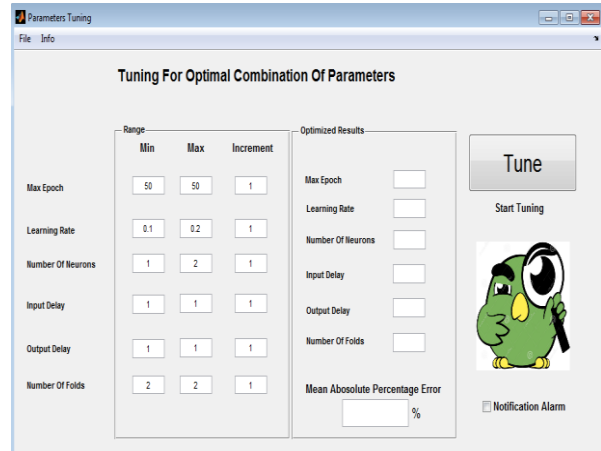 Parameters Tuning
File Info
Tuning For Optimal Combination Of Parameters
Range
Min Max Increment
Max Epoch 50 50 1
Learning Rate 0.1 0.2 1
Number Of Neurons 1 2 1
Input Delay 1 1 1
Output Delay 1 1 1
Number Of Folds 2 2 1
Optimized Results
Max Epoch
Learning Rate
Number Of Neurons
Input Delay
Output Delay
Number Of Folds
Mean Abosolute Percentage Error
%
Tune
Start Tuning
Notification Alarm